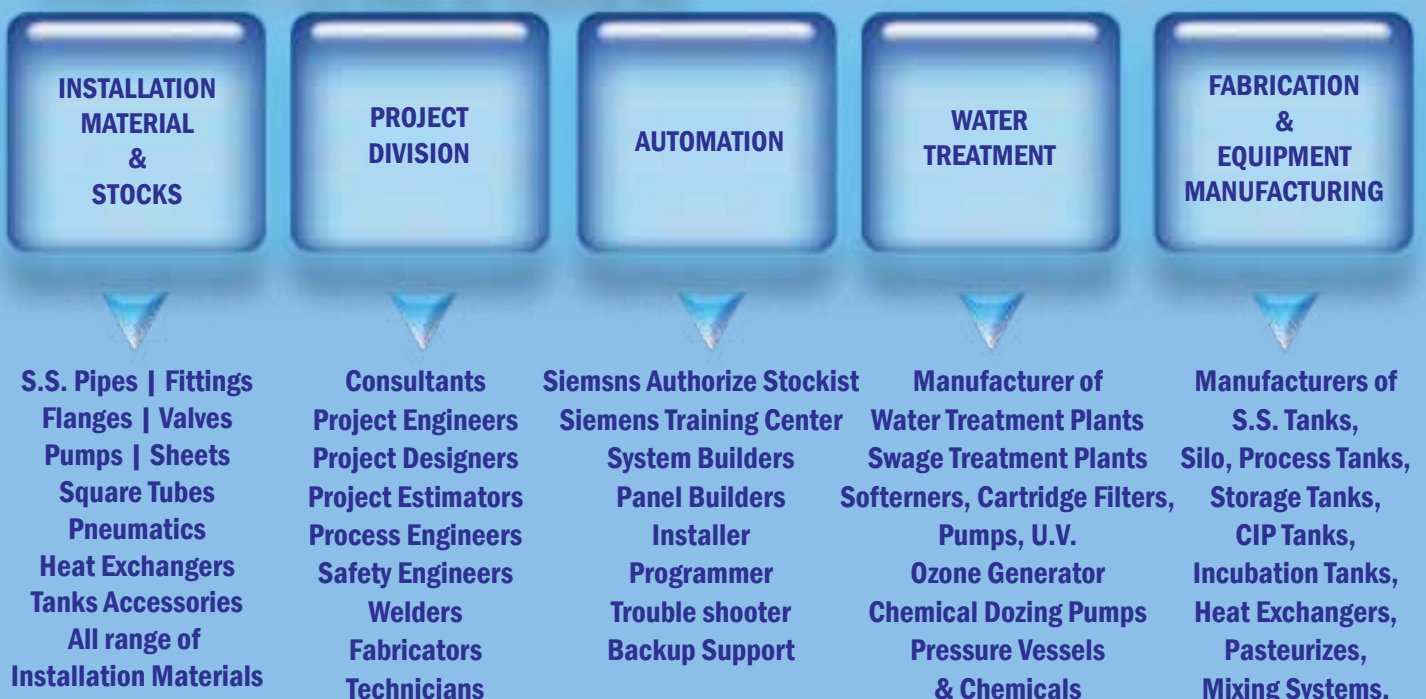 INSTALLATION
MATERIAL
&
STOCKS
PROJECT
DIVISION
AUTOMATION
WATER
TREATMENT
FABRICATION
&
EQUIPMENT
MANUFACTURING
S.S. Pipes | Fittings
Flanges | Valves
Pumps | Sheets
Square Tubes
Pneumatics
Heat Exchangers
Tanks Accessories
All range of
Installation Materials
Consultants
Project Engineers
Project Designers
Project Estimators
Process Engineers
Safety Engineers
Welders
Fabricators
Technicians
Siemsns Authorize Stockist
Siemens Training Center
System Builders
Panel Builders
Installer
Programmer
Trouble shooter
Backup Support
Manufacturer of
Water Treatment Plants
Swage Treatment Plants
Softerners, Cartridge Filters,
Pumps, U.V.
Ozone Generator
Chemical Dozing Pumps
Pressure Vessels
& Chemicals
Manufacturers of
S.S. Tanks,
Silo, Process Tanks,
Storage Tanks,
CIP Tanks,
Incubation Tanks,
Heat Exchangers,
Pasteurizes,
Mixing Systems.